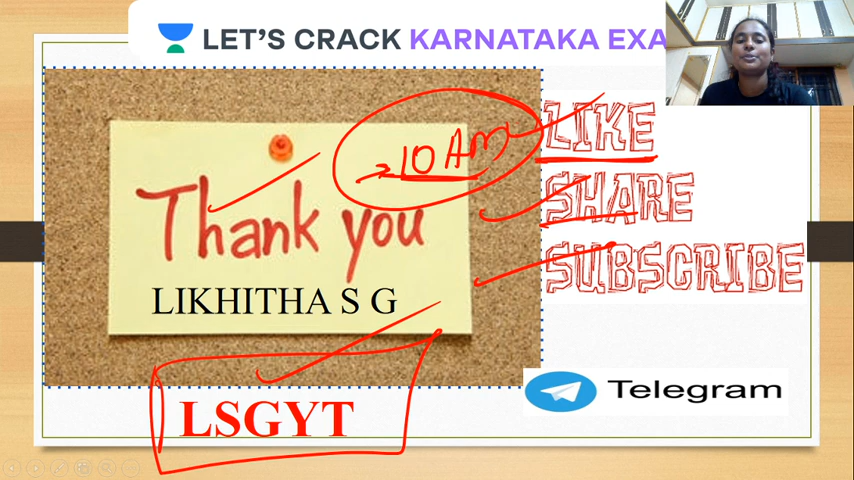 LET'S CRACK KARNATAKA EXA
→10 AM
LIKE
Thank you
SHARE
SUBSCRIBE
LIKHITHA S G
Telegram
LSGYT